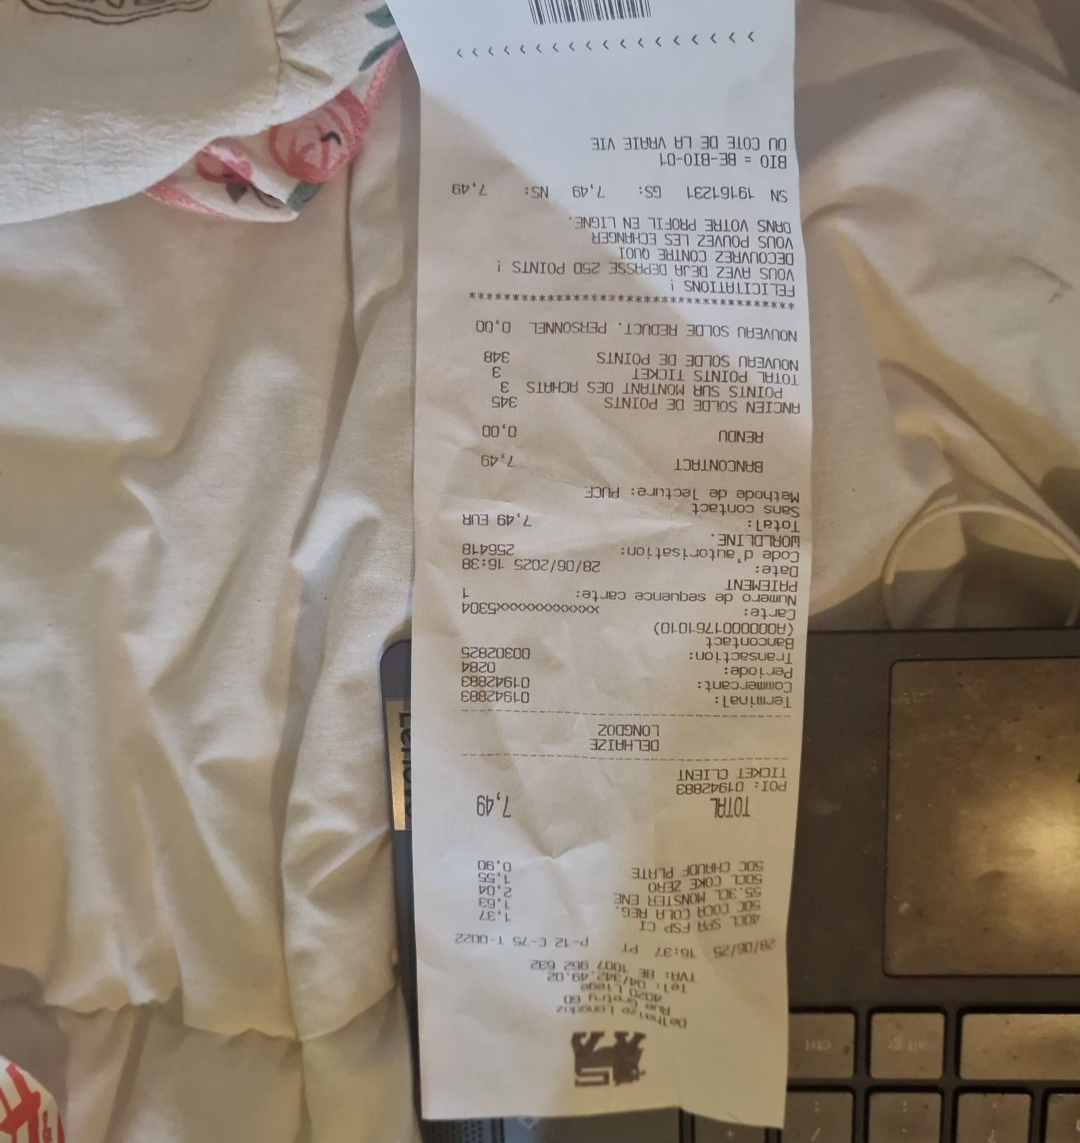 Delhaize Longdoz
Rue Gretry 60
4020 Liege
Tel: 04/342.49.02
TVA: BE 1007 962 632
28/06/25 16:37 PT P-12 C-75 T-0022
40CL SPA FSP CI 1,37
50C COCA COLA REG. 1,63
55,3CL MONSTER ENE 2,04
50CL COKE ZERO 1,55
50C CHAUDF PLATE 0,90
TOTAL 7,49
POI: 01942883
TICKET CLIENT
DELHAIZE
LONGDOZ
Terminal: 01942883
Commercant: 01942883
Periode: 0284
Transaction: 00302825
Bancontact
(A0000001761010)
Carte: xxxxxxxxxxxxx5304
Numero de sequence carte: 1
PAIEMENT
Date: 28/06/2025 16:38
Code d'autorisation: 256418
WORLDLINE.
Total: 7,49 EUR
Sans contact
Methode de lecture: PUCE
BANCONTACT 7,49
RENDU 0,00
ANCIEN SOLDE DE POINTS 345
POINTS SUR MONTANT DES ACHATS 3
TOTAL POINTS TICKET 3
NOUVEAU SOLDE DE POINTS 348
NOUVEAU SOLDE REDUCT. PERSONNEL 0,00
*************************************
FELICITATIONS !
VOUS AVEZ DEJA DEPASSE 250 POINTS !
DECOUVREZ CONTRE QUOI
VOUS POUVEZ LES ECHANGER
DANS VOTRE PROFIL EN LIGNE.
SN 19161231 GS: 7,49 NS: 7,49
BIO = BE-BIO-01
DU COTE DE LA VRAIE VIE
ctrl
alt gr